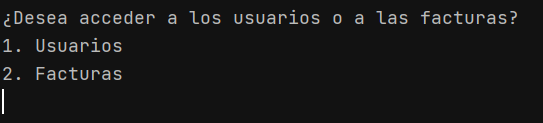 ¿Desea acceder a los usuarios o a las facturas?
1. Usuarios
2. Facturas